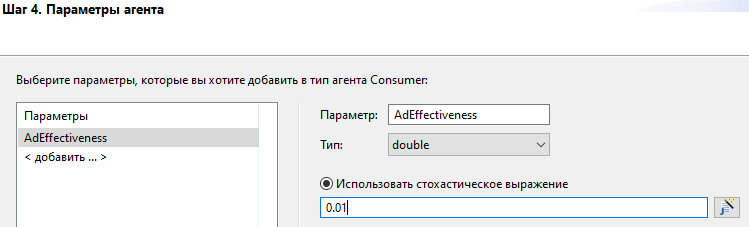 Шаг 4. Параметры агента
Выберите параметры, которые вы хотите добавить в тип агента Consumer:
Параметры
AdEffectiveness
< добавить ... >
Параметр: AdEffectiveness
Тип: double
Использовать стохастическое выражение
0.01